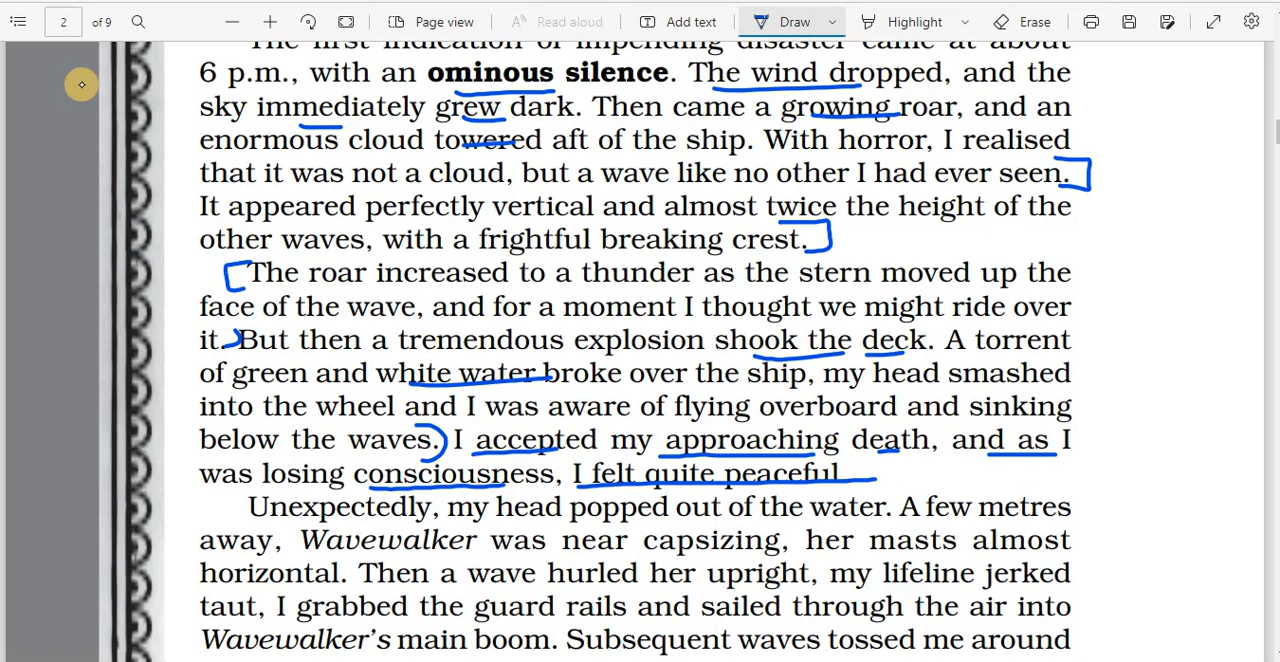 2 of 9 Page view Read aloud Add text Draw Highlight Erase
The first indication of impending disaster came at about
6 p.m., with an ominous silence. The wind dropped, and the
sky immediately grew dark. Then came a growing roar, and an
enormous cloud towered aft of the ship. With horror, I realised
that it was not a cloud, but a wave like no other I had ever seen.
It appeared perfectly vertical and almost twice the height of the
other waves, with a frightful breaking crest.
The roar increased to a thunder as the stern moved up the
face of the wave, and for a moment I thought we might ride over
it. But then a tremendous explosion shook the deck. A torrent
of green and white water broke over the ship, my head smashed
into the wheel and I was aware of flying overboard and sinking
below the waves. I accepted my approaching death, and as I
was losing consciousness, I felt quite peaceful.
Unexpectedly, my head popped out of the water. A few metres
away, Wavewalker was near capsizing, her masts almost
horizontal. Then a wave hurled her upright, my lifeline jerked
taut, I grabbed the guard rails and sailed through the air into
Wavewalker's main boom. Subsequent waves tossed me around